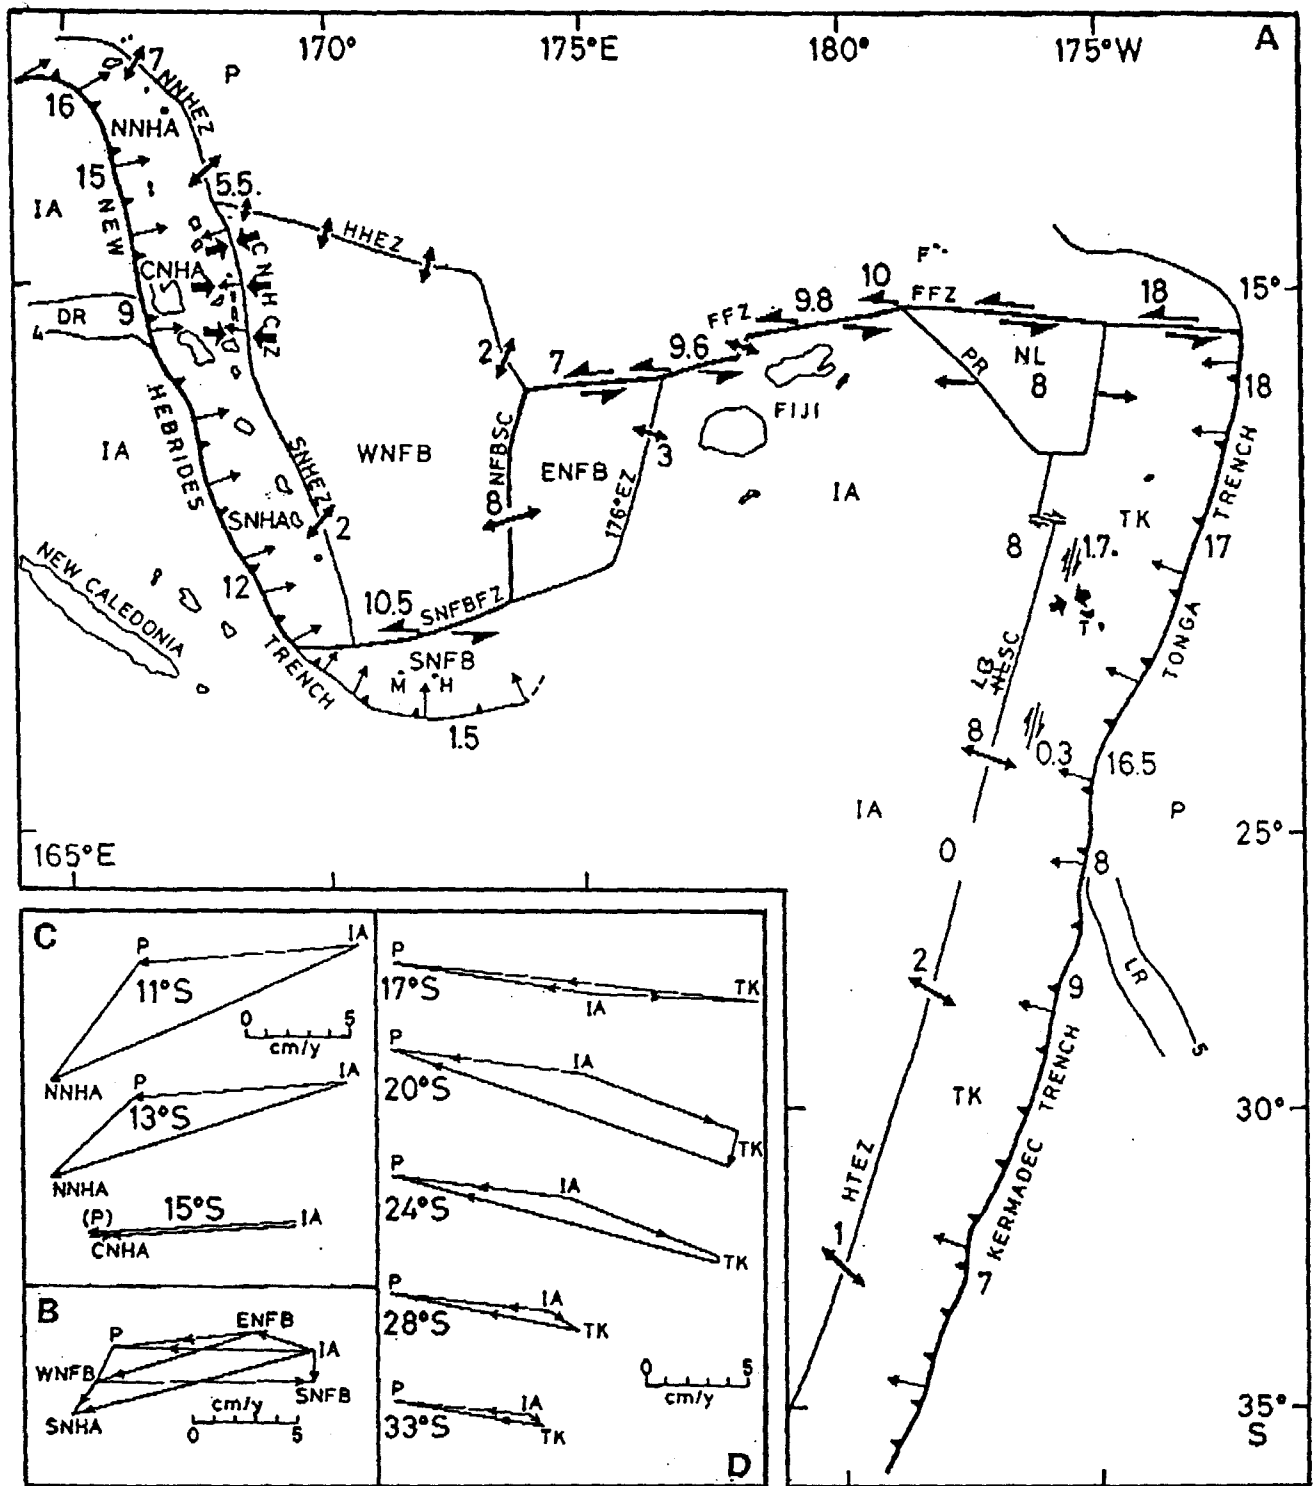 170°
175°E
180°
175°W
A
7
NNHEZ
P
16
NNHA
15
5.5.
IA
NEW
HHEZ
CNHA
CNHCZ
F
10
FFZ
18
15°
DR
9
4
9.8
FFZ
9.6
7
2
PR
NL
8
18
FIJI
HEBRIDES
IA
WNFB
NFBSC
ENFB
3
176°EZ
IA
SNHEZ
8
SNHA
2
TK
TRENCH
17
8
1.7
NEW CALEDONIA
12
10.5
SNFBFZ
T
TONGA
TRENCH
SNFB
M
H
LB
NESC
1.5
8
0.3
16.5
IA
P
25°
165°E
0
8
2
LR
9
5
TK
KERMADEC TRENCH
30°
HTEZ
1
7
35°
S
C
P
IA
11°S
0
5
cm/y
NNHA
P
IA
13°S
NNHA
15°S
(P)
IA
CNHA
B
P
ENFB
IA
WNFB
SNFB
SNHA
cm/y
0
5
P
17°S
IA
TK
P
IA
20°S
TK
P
IA
24°S
TK
P
IA
28°S
TK
0
5
cm/y
P
IA
33°S
TK
D